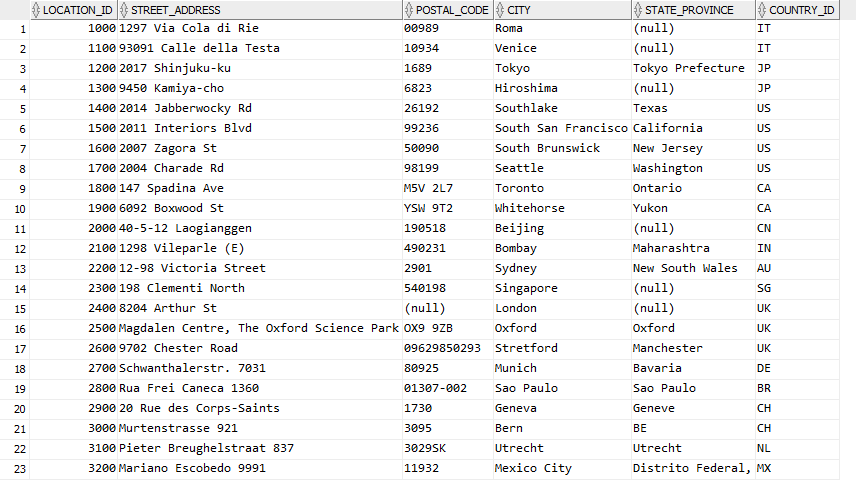 LOCATION_ID STREET_ADDRESS POSTAL_CODE CITY STATE_PROVINCE COUNTRY_ID
1 1000 1297 Via Cola di Rie 00989 Roma (null) IT
2 1100 93091 Calle della Testa 10934 Venice (null) IT
3 1200 2017 Shinjuku-ku 1689 Tokyo Tokyo Prefecture JP
4 1300 9450 Kamiya-cho 6823 Hiroshima (null) JP
5 1400 2014 Jabberwocky Rd 26192 Southlake Texas US
6 1500 2011 Interiors Blvd 99236 South San Francisco California US
7 1600 2007 Zagora St 50090 South Brunswick New Jersey US
8 1700 2004 Charade Rd 98199 Seattle Washington US
9 1800 147 Spadina Ave M5V 2L7 Toronto Ontario CA
10 1900 6092 Boxwood St YSW 9T2 Whitehorse Yukon CA
11 2000 40-5-12 Laogianggen 190518 Beijing (null) CN
12 2100 1298 Vileparle (E) 490231 Bombay Maharashtra IN
13 2200 12-98 Victoria Street 2901 Sydney New South Wales AU
14 2300 198 Clementi North 540198 Singapore (null) SG
15 2400 8204 Arthur St (null) London (null) UK
16 2500 Magdalen Centre, The Oxford Science Park OX9 9ZB Oxford Oxford UK
17 2600 9702 Chester Road 09629850293 Stretford Manchester UK
18 2700 Schwanthalerstr. 7031 80925 Munich Bavaria DE
19 2800 Rua Frei Caneca 1360 01307-002 Sao Paulo Sao Paulo BR
20 2900 20 Rue des Corps-Saints 1730 Geneva Geneve CH
21 3000 Murtenstrasse 921 3095 Bern BE CH
22 3100 Pieter Breughelstraat 837 3029SK Utrecht Utrecht NL
23 3200 Mariano Escobedo 9991 11932 Mexico City Distrito Federal, MX